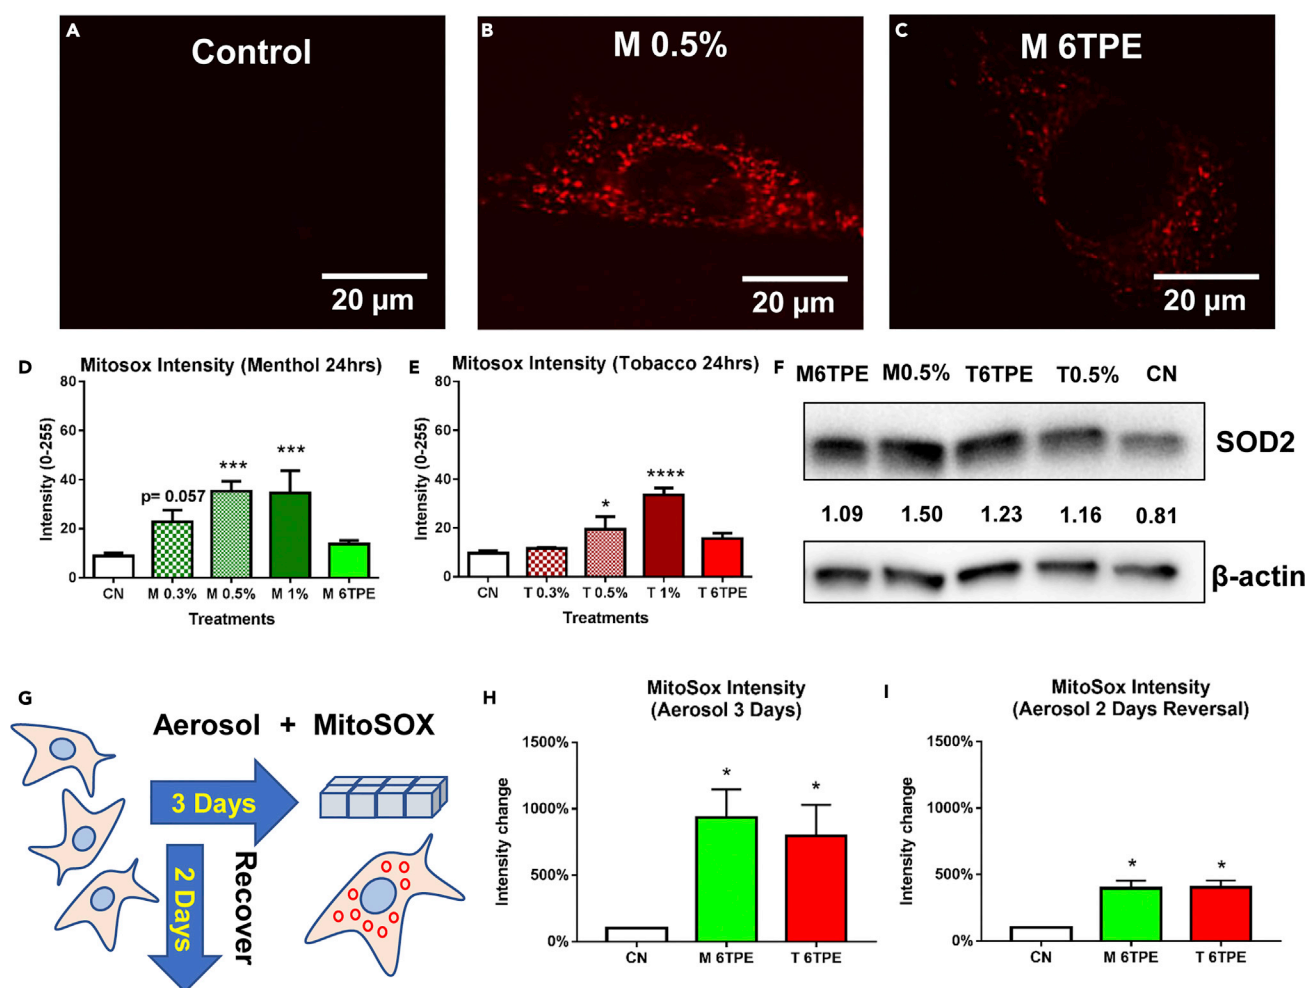 A
Control
20 µm
B
M 0.5%
20 µm
C
M 6TPE
20 µm
D
Mitosox Intensity (Menthol 24hrs)
Intensity (0-255)
80
60
40
20
0
p= 0.057
***
***
CN M 0.3% M 0.5% M 1% M 6TPE
Treatments
E
Mitosox Intensity (Tobacco 24hrs)
Intensity (0-255)
80
60
40
20
0
*
****
CN T 0.3% T 0.5% T 1% T 6TPE
Treatments
F
M6TPE M0.5% T6TPE T0.5% CN
SOD2
1.09 1.50 1.23 1.16 0.81
β-actin
G
Aerosol + MitoSOX
3 Days
2 Days
Recover
H
MitoSox Intensity
(Aerosol 3 Days)
Intensity change
1500%
1000%
500%
0%
*
*
CN M 6TPE T 6TPE
I
MitoSox Intensity
(Aerosol 2 Days Reversal)
Intensity change
1500%
1000%
500%
0%
*
*
CN M 6TPE T 6TPE